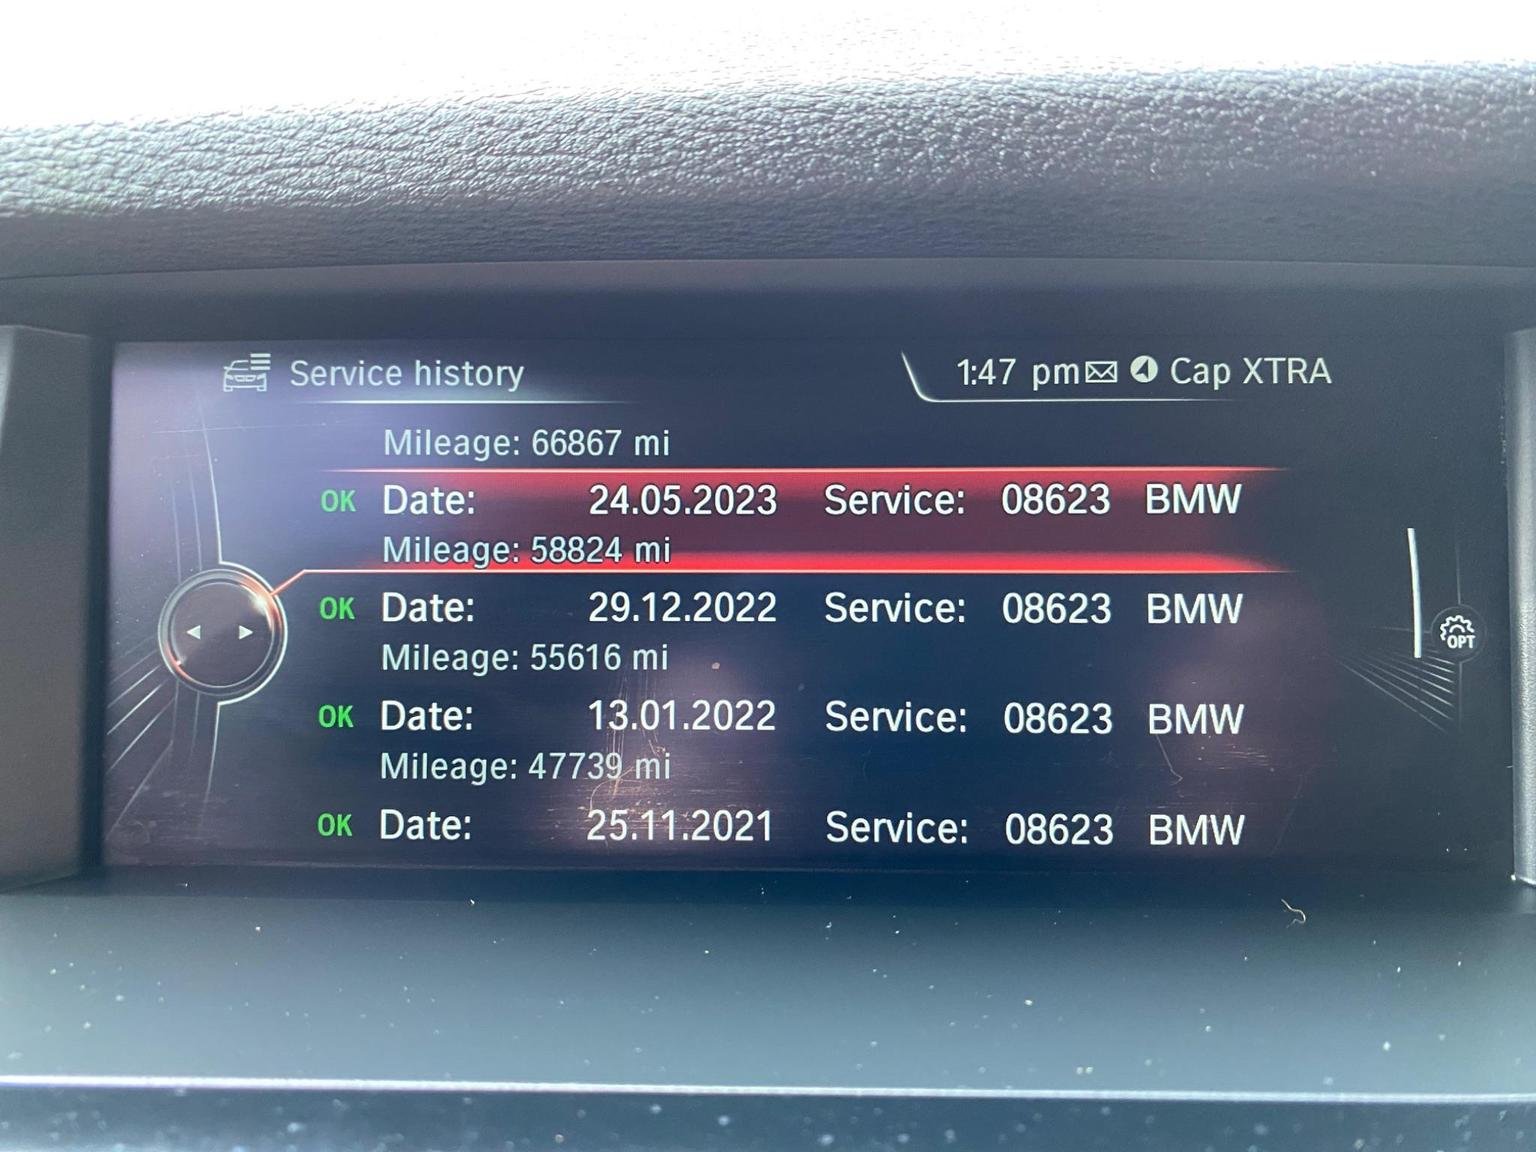 Service history
1:47 pm Cap XTRA
Mileage: 66867 mi
OK Date: 24.05.2023 Service: 08623 BMW
Mileage: 58824 mi
OK Date: 29.12.2022 Service: 08623 BMW
Mileage: 55616 mi
OK Date: 13.01.2022 Service: 08623 BMW
Mileage: 47739 mi
OK Date: 25.11.2021 Service: 08623 BMW
OPT